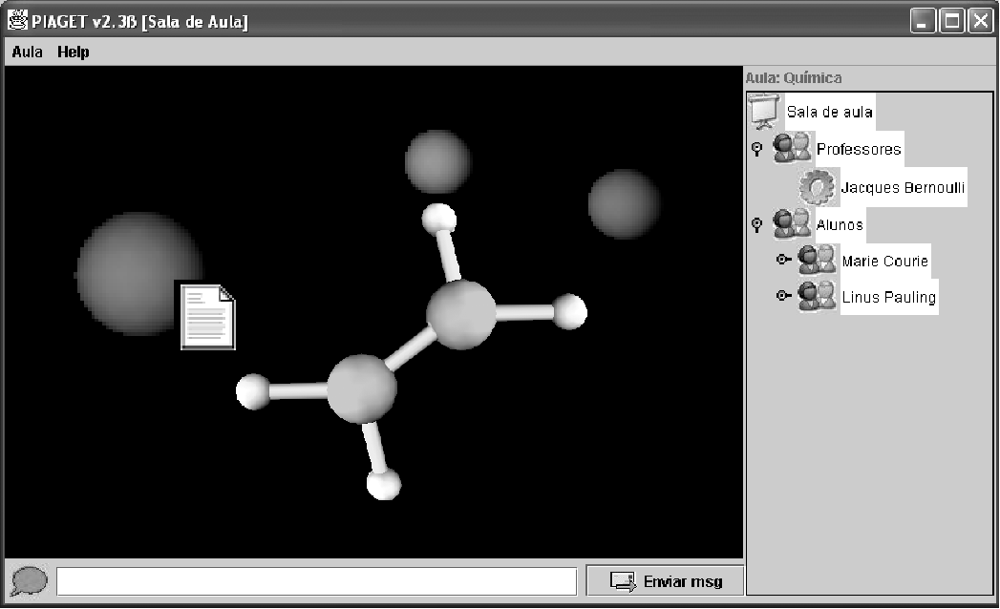 PIAGET v2.3ß [Sala de Aula]
Aula Help
Aula: Química
Sala de aula
Professores
Jacques Bernoulli
Alunos
Marie Courie
Linus Pauling
Enviar msg